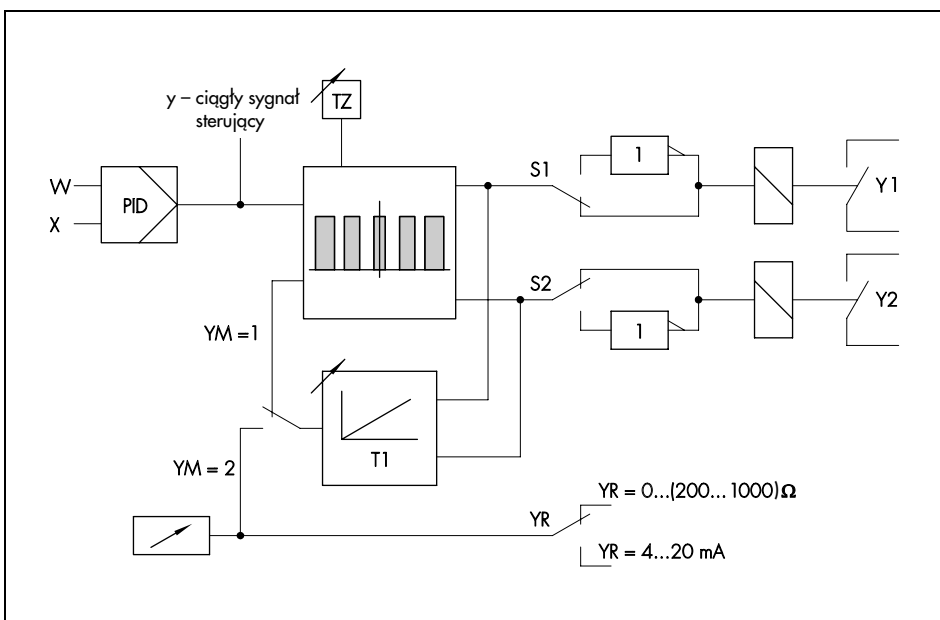 y – ciągły sygnał
sterujący
TZ
W
X
PID
S1
1
Y1
S2
1
Y2
YM =1
T1
YM = 2
YR
YR = 0...(200... 1000)Ω
YR = 4...20 mA